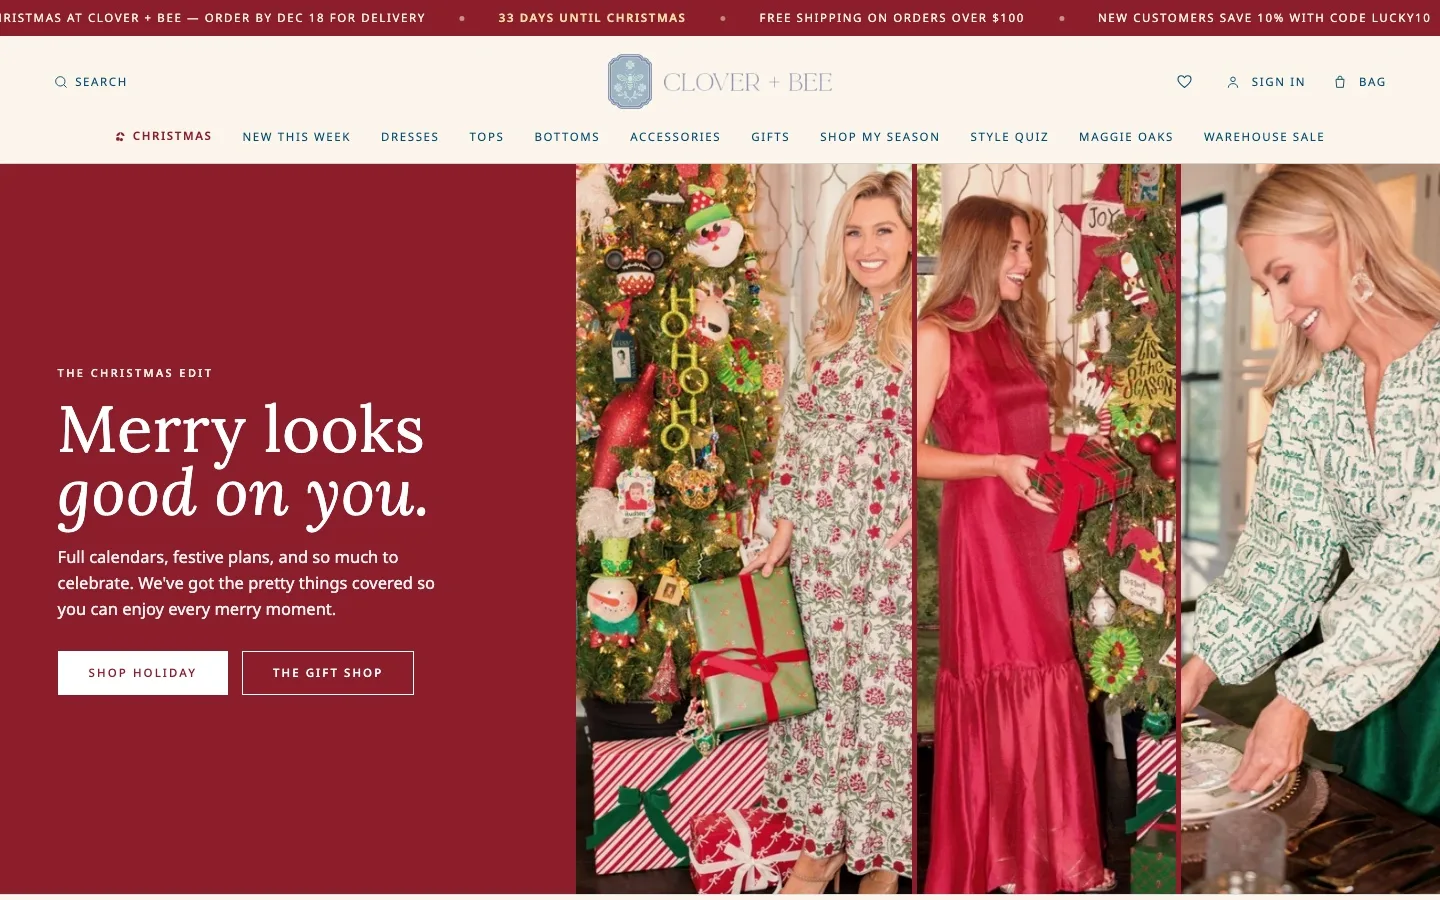 AT CLOVER + BEE — ORDER BY DEC 18 FOR DELIVERY • 33 DAYS UNTIL CHRISTMAS • FREE SHIPPING ON ORDERS OVER $100 • NEW CUSTOMERS SAVE 10% WITH CODE LUCKY10
SEARCH
CLOVER + BEE
SIGN IN
BAG
CHRISTMAS
NEW THIS WEEK
DRESSES
TOPS
BOTTOMS
ACCESSORIES
GIFTS
SHOP MY SEASON
STYLE QUIZ
MAGGIE OAKS
WAREHOUSE SALE
THE CHRISTMAS EDIT
Merry looks
good on you.
Full calendars, festive plans, and so much to
celebrate. We've got the pretty things covered so
you can enjoy every merry moment.
SHOP HOLIDAY
THE GIFT SHOP
HO
HO
HO
JOY
'tis
the
SEASON